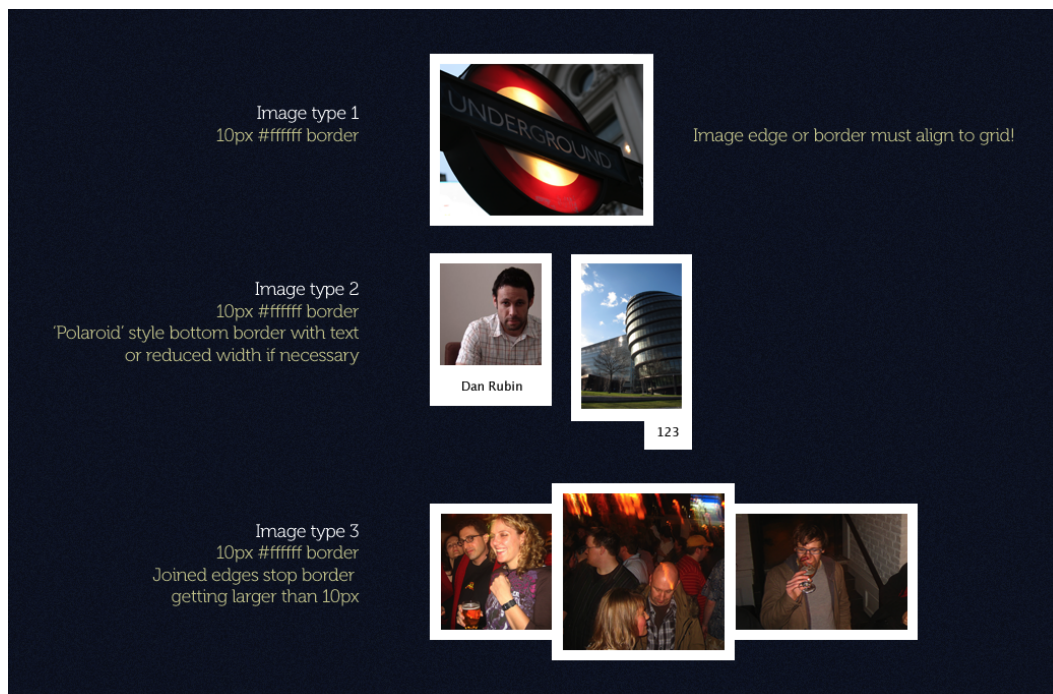 Image type 1
10px #ffffff border
UNDERGROUND
Image edge or border must align to grid!
Image type 2
10px #ffffff border
‘Polaroid’ style bottom border with text
or reduced width if necessary
Dan Rubin
123
Image type 3
10px #ffffff border
Joined edges stop border
getting larger than 10px